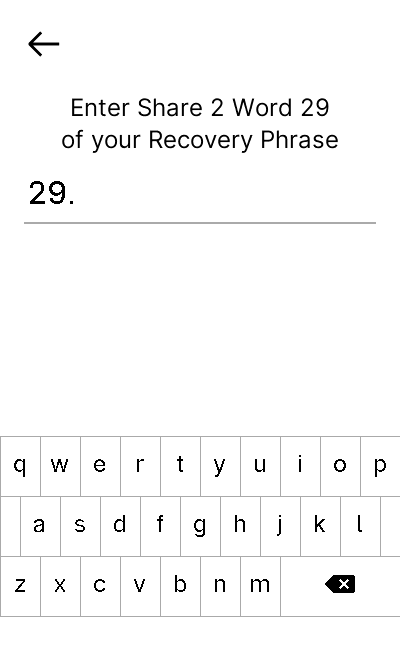 Enter Share 2 Word 29
of your Recovery Phrase
29.
q w e r t y u i o p
a s d f g h j k l
z x c v b n m